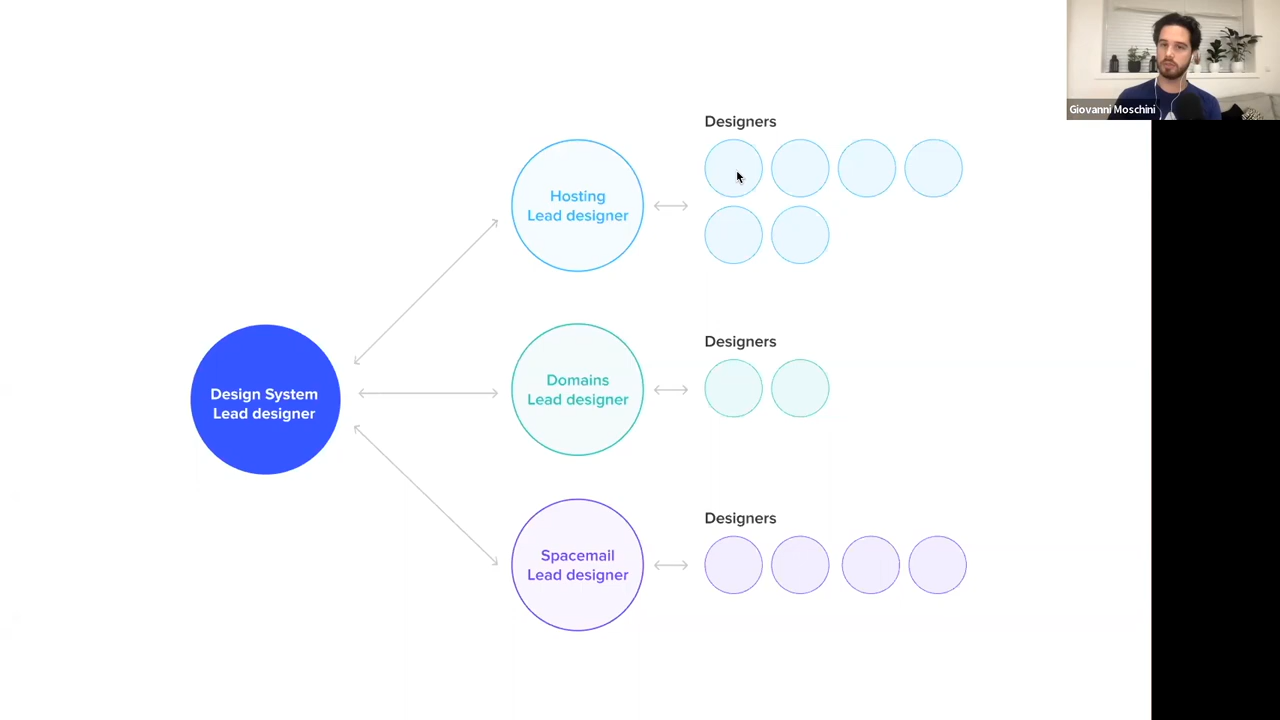 Giovanni Moschini
Designers
Hosting
Lead designer
Designers
Domains
Lead designer
Design System
Lead designer
Designers
Spacemail
Lead designer